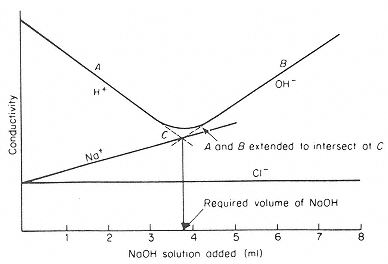 A
B
H⁺
OH⁻
Conductivity
C
A and B extended to intersect at C
Na⁺
Cl⁻
Required volume of NaOH
1 2 3 4 5 6 7 8
NaOH solution added (ml)